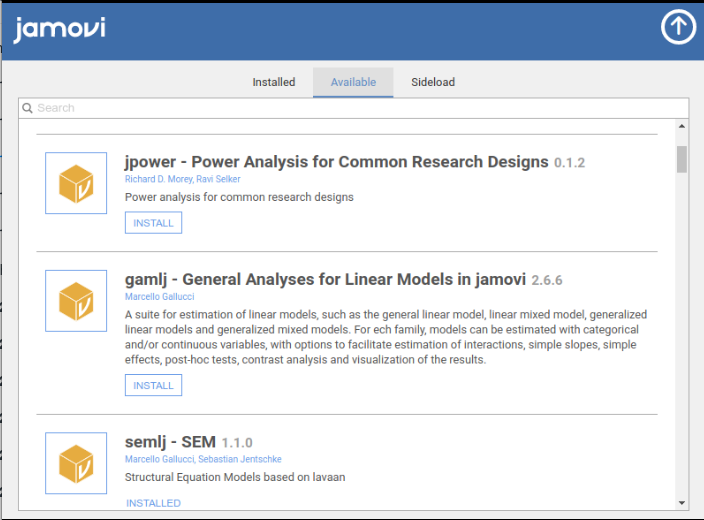 jamovi
Installed Available Sideload
Search
jpower - Power Analysis for Common Research Designs 0.1.2
Richard D. Morey, Ravi Selker
Power analysis for common research designs
INSTALL
gamlj - General Analyses for Linear Models in jamovi 2.6.6
Marcello Gallucci
A suite for estimation of linear models, such as the general linear model, linear mixed model, generalized
linear models and generalized mixed models. For ech family, models can be estimated with categorical
and/or continuous variables, with options to facilitate estimation of interactions, simple slopes, simple
effects, post-hoc tests, contrast analysis and visualization of the results.
INSTALL
semlj - SEM 1.1.0
Marcello Gallucci, Sebastian Jentschke
Structural Equation Models based on lavaan
INSTALLED